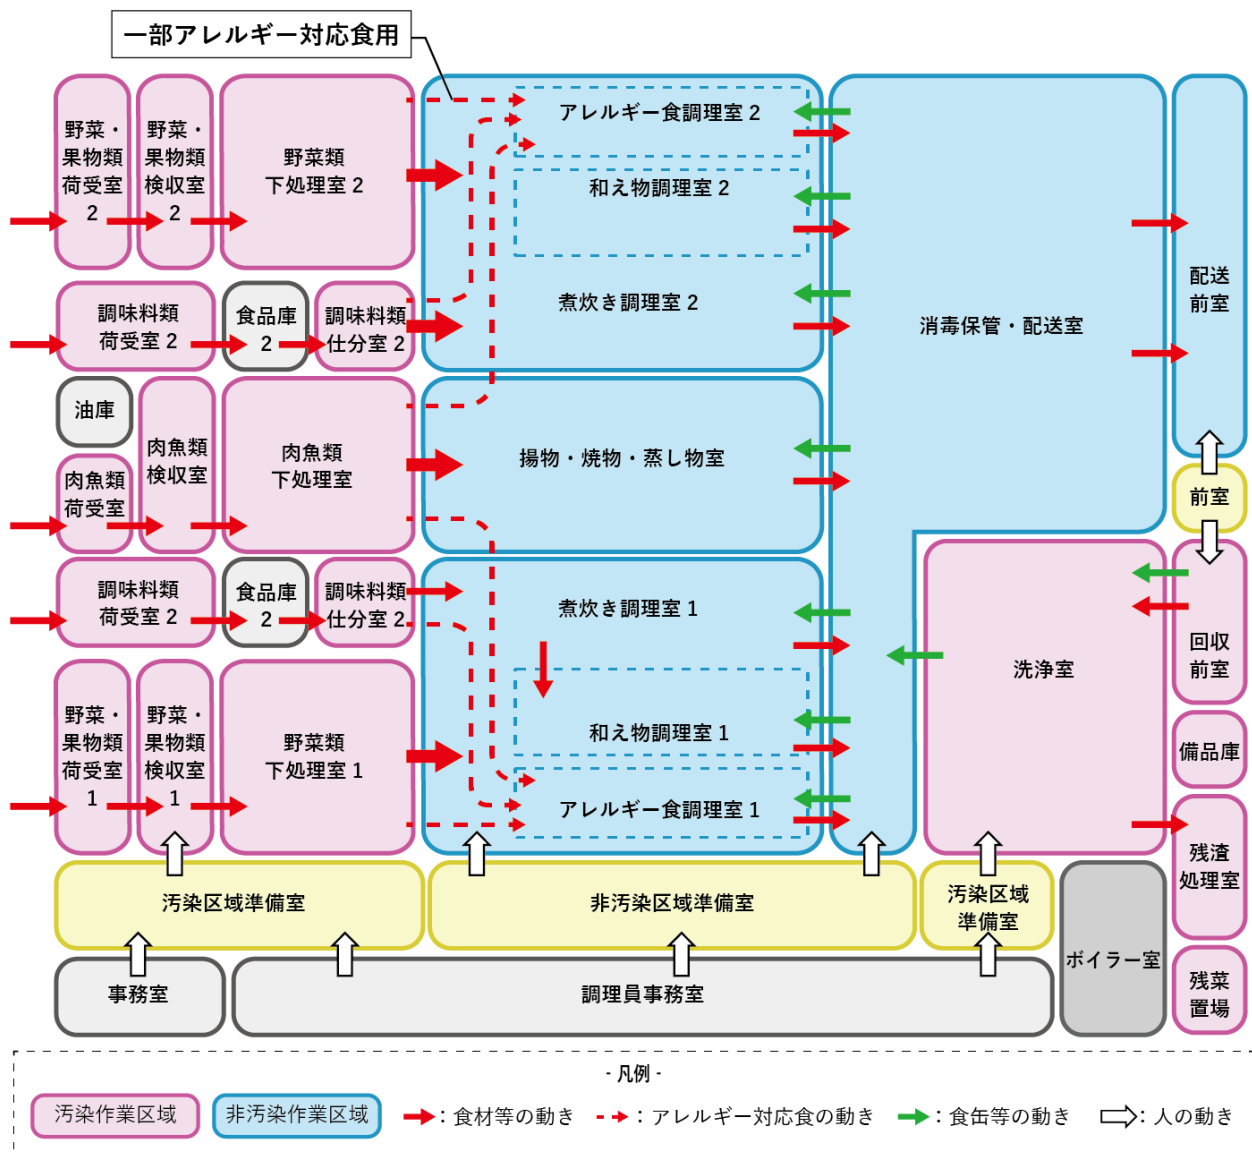 一部アレルギー対応食用
野菜・
果物類
荷受室
2
野菜・
果物類
検収室
2
野菜類
下処理室 2
アレルギー食調理室 2
和え物調理室 2
煮炊き調理室 2
調味料類
荷受室 2
食品庫
2
調味料類
仕分室 2
消毒保管・配送室
配送
前室
油庫
肉魚類
荷受室
肉魚類
検収室
肉魚類
下処理室
揚物・焼物・蒸し物室
前室
調味料類
荷受室 2
食品庫
2
調味料類
仕分室 2
煮炊き調理室 1
和え物調理室 1
アレルギー食調理室 1
野菜・
果物類
荷受室
1
野菜・
果物類
検収室
1
野菜類
下処理室 1
洗浄室
回収
前室
備品庫
残渣
処理室
汚染区域準備室
非汚染区域準備室
汚染区域
準備室
ボイラー室
残菜
置場
事務室
調理員事務室
- 凡例 -
汚染作業区域
非汚染作業区域
：食材等の動き
：アレルギー対応食の動き
：食缶等の動き
：人の動き